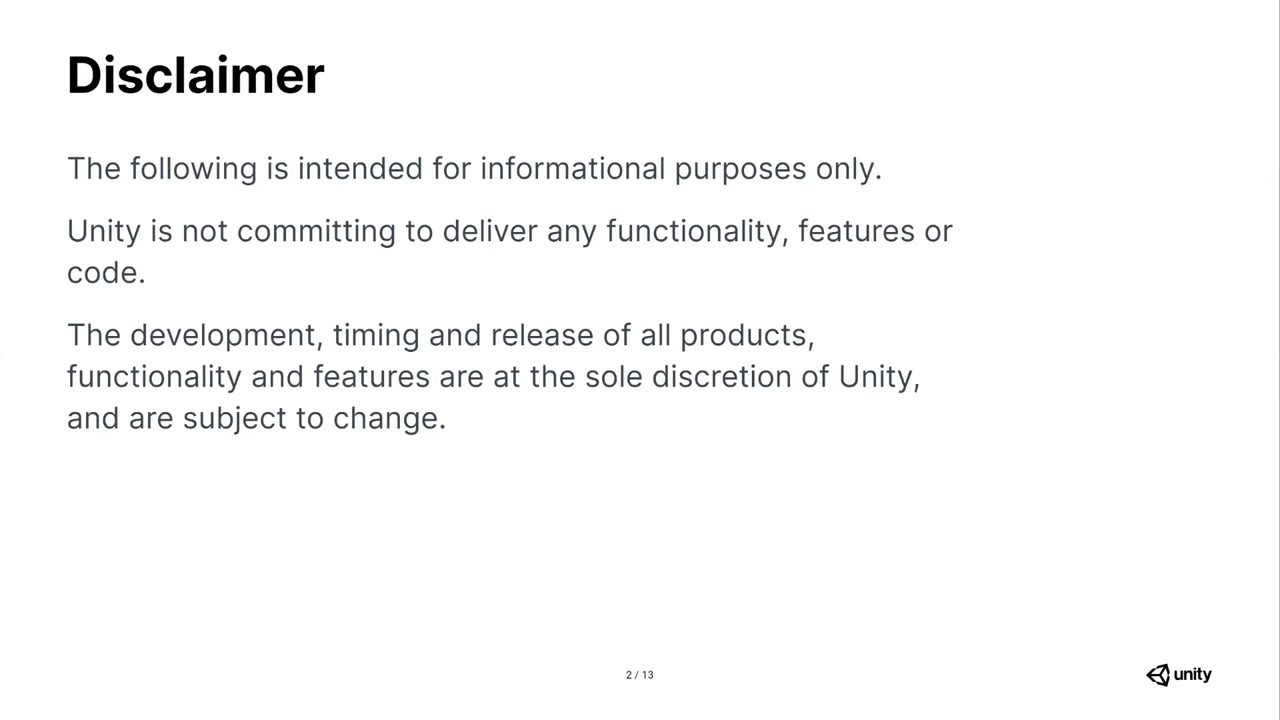 Disclaimer
The following is intended for informational purposes only.
Unity is not committing to deliver any functionality, features or
code.
The development, timing and release of all products,
functionality and features are at the sole discretion of Unity,
and are subject to change.
2 / 13
unity